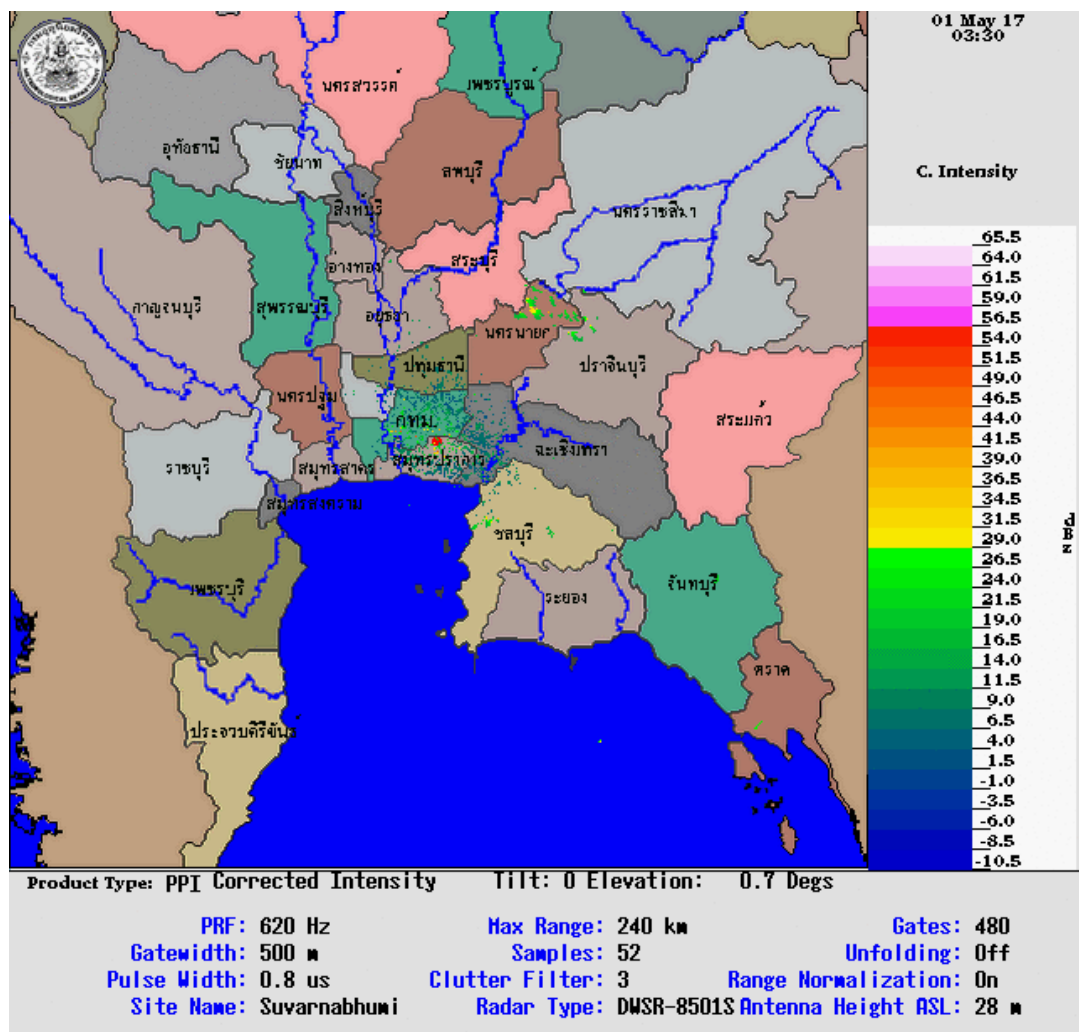 01 May 17
03:30
นครสวรรค์
เพชรบูรณ์
อุทัยธานี
ชัยนาท
ลพบุรี
C. Intensity
สิงห์บุรี
นครราชสีมา
อ่างทอง
สระบุรี
กาญจนบุรี
สุพรรณบุรี
อยุธยา
นครนายก
ปทุมธานี
ปราจีนบุรี
นครปฐม
กทม.
สระแก้ว
ราชบุรี
สมุทรสาคร
สมุทรปราการ
ฉะเชิงเทรา
สมุทรสงคราม
ชลบุรี
เพชรบุรี
ระยอง
จันทบุรี
ตราด
ประจวบคีรีขันธ์
65.5
64.0
61.5
59.0
56.5
54.0
51.5
49.0
46.5
44.0
41.5
39.0
36.5
34.5
31.5
29.0
26.5
24.0
21.5
19.0
16.5
14.0
11.5
9.0
6.5
4.0
1.5
-1.0
-3.5
-6.0
-8.5
-10.5
Product Type: PPI Corrected Intensity Tilt: 0 Elevation: 0.7 Degs
PRF: 620 Hz Max Range: 240 km Gates: 480
Gatewidth: 500 m Samples: 52 Unfolding: Off
Pulse Width: 0.8 us Clutter Filter: 3 Range Normalization: On
Site Name: Suvarnabhumi Radar Type: DWSR-8501S Antenna Height ASL: 28 m